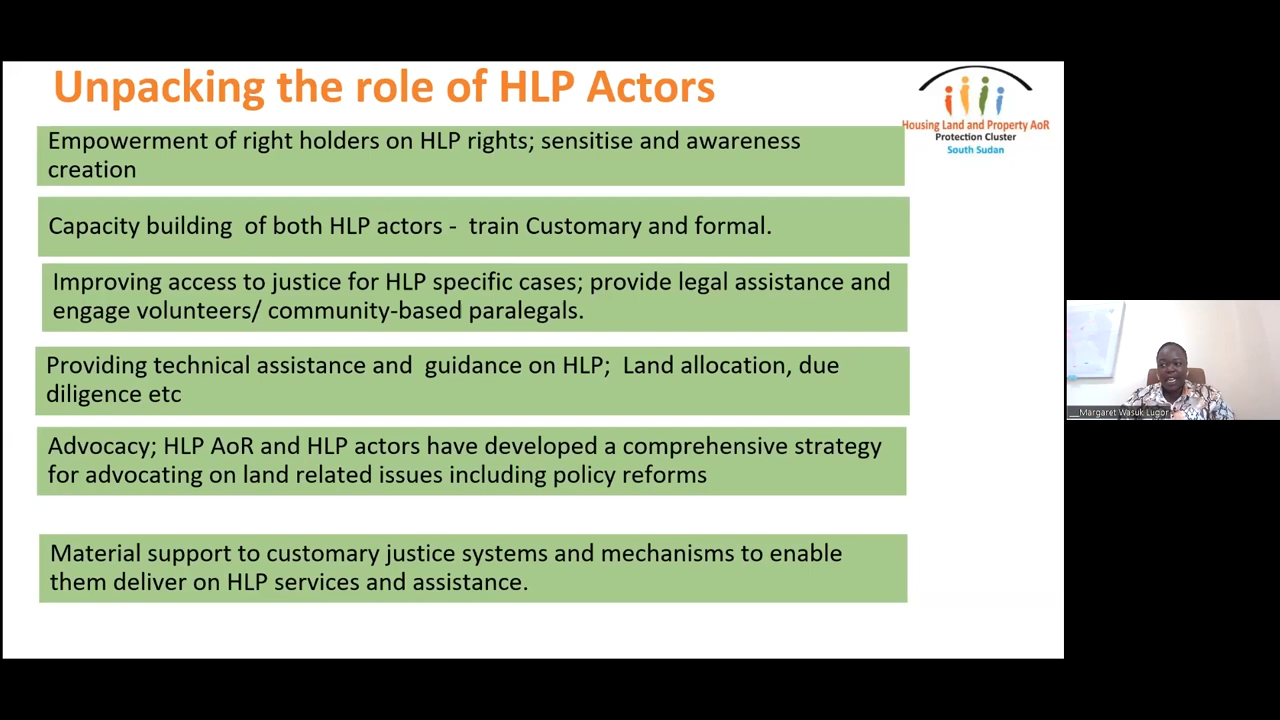 Unpacking the role of HLP Actors
Housing Land and Property AoR
Protection Cluster
South Sudan
Empowerment of right holders on HLP rights; sensitise and awareness
creation
Capacity building  of both HLP actors -  train Customary and formal.
Improving access to justice for HLP specific cases; provide legal assistance and
engage volunteers/ community-based paralegals.
Providing technical assistance and  guidance on HLP;  Land allocation, due
diligence etc
Advocacy; HLP AoR and HLP actors have developed a comprehensive strategy
for advocating on land related issues including policy reforms
Material support to customary justice systems and mechanisms to enable
them deliver on HLP services and assistance.
__Margaret Wasuk Lugor